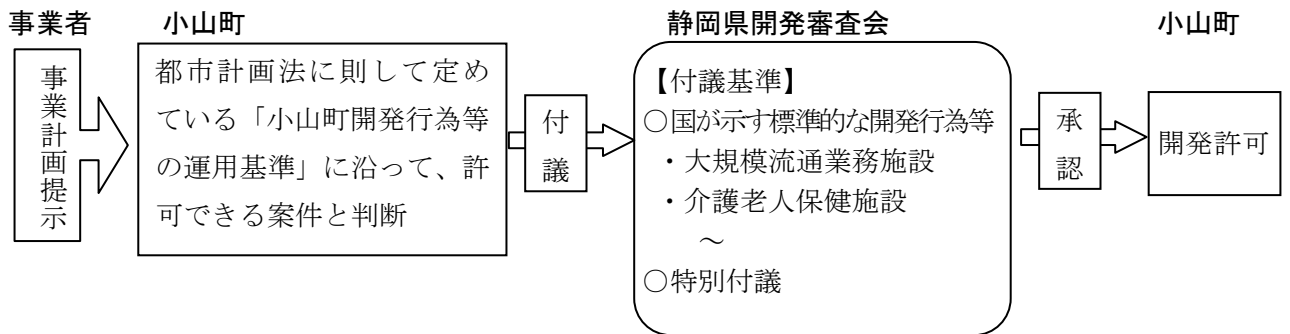 事業者
小山町
静岡県開発審査会
小山町
事業計画提示
都市計画法に則して定め
ている「小山町開発行為等
の運用基準」に沿って、許
可できる案件と判断
付議
【付議基準】
○国が示す標準的な開発行為等
・大規模流通業務施設
・介護老人保健施設
～
○特別付議
承認
開発許可